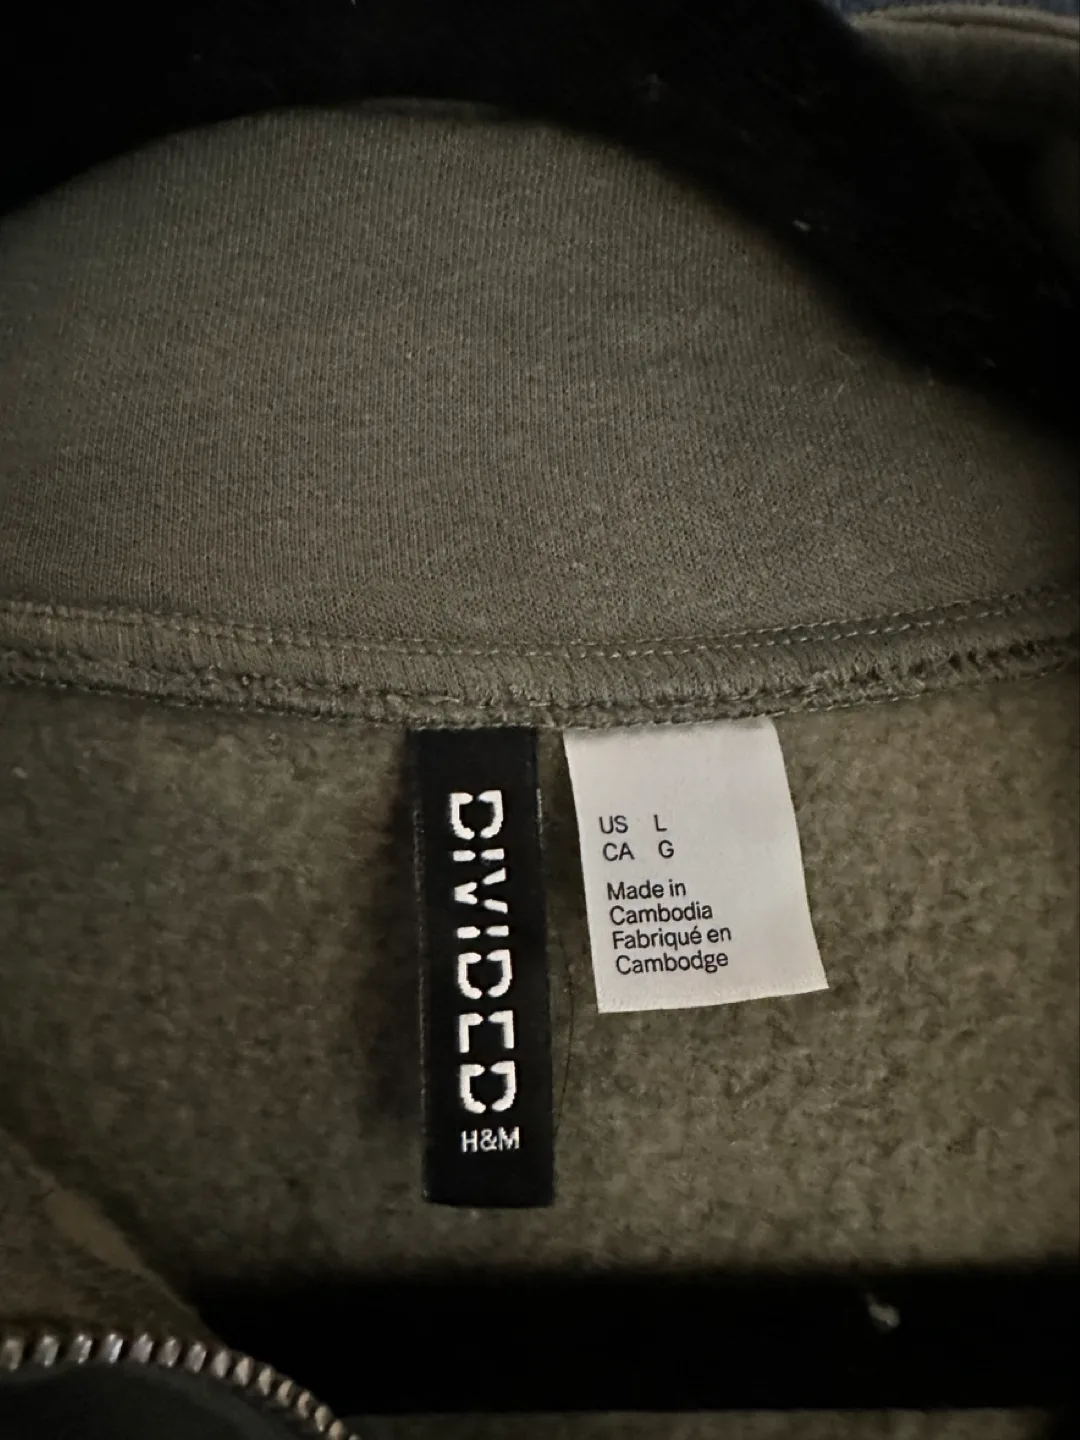 DIVIDED
H&M
US L
CA G
Made in
Cambodia
Fabriqué en
Cambodge